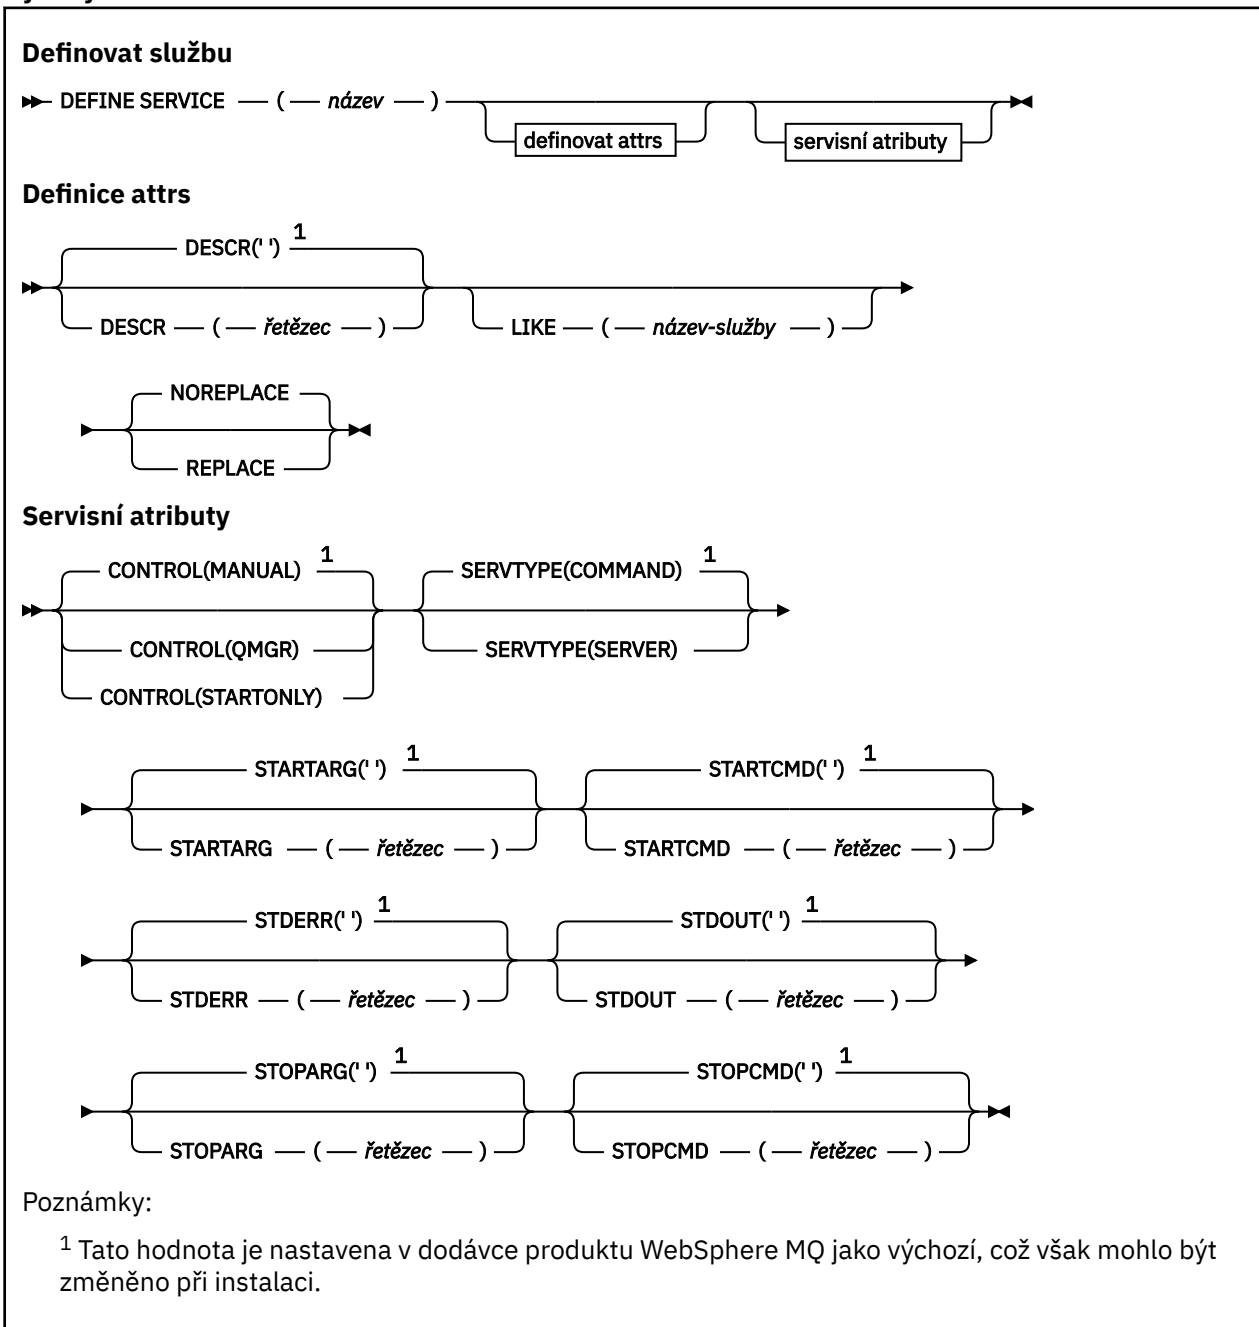 Definovat službu
DEFINE SERVICE ( název )
definovat attrs servisní atributy
Definice attrs
DESCR(' ') 1
DESCR ( řetězec ) LIKE ( název-služby )
NOREPLACE
REPLACE
Servisní atributy
CONTROL(MANUAL) 1 SERVTYPE(COMMAND) 1
CONTROL(QMGR) SERVTYPE(SERVER)
CONTROL(STARTONLY)
STARTARG(' ') 1 STARTCMD(' ') 1
STARTARG ( řetězec ) STARTCMD ( řetězec )
STDERR(' ') 1 STDOUT(' ') 1
STDERR ( řetězec ) STDOUT ( řetězec )
STOPARG(' ') 1 STOPCMD(' ') 1
STOPARG ( řetězec ) STOPCMD ( řetězec )
Poznámky:
1 Tato hodnota je nastavena v dodávce produktu WebSphere MQ jako výchozí, což však mohlo být
změněno při instalaci.